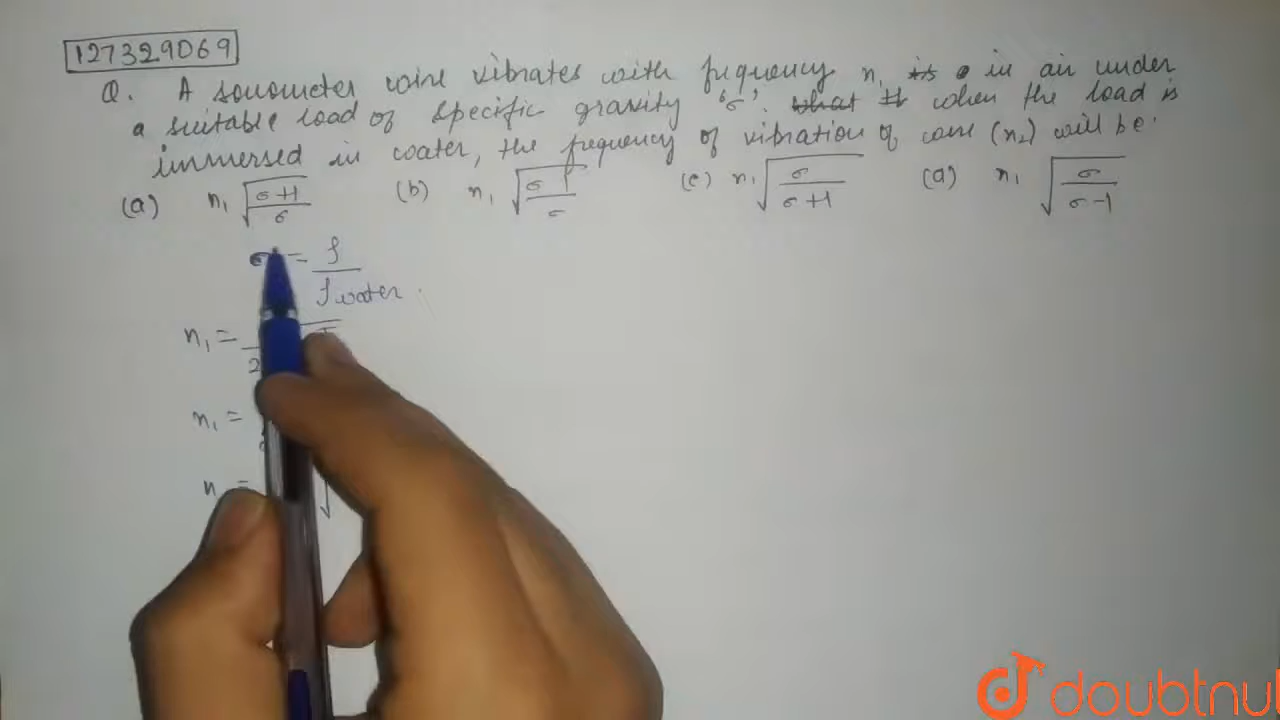 127329069
Q. A sonometer wire vibrates with frequency n₁ in air under
a suitable load of specific gravity 'σ'. when the load is
immersed in water, the frequency of vibration of wire (n₂) will be.
(a) n₁ √(σ+1/σ) (b) n₁ √(σ 1/σ) (c) n₁ √(σ/σ+1) (d) n₁ √(σ/σ-1)
σ = ρ/ρwater
n₁ =
n₁ =
n =
doubtnut